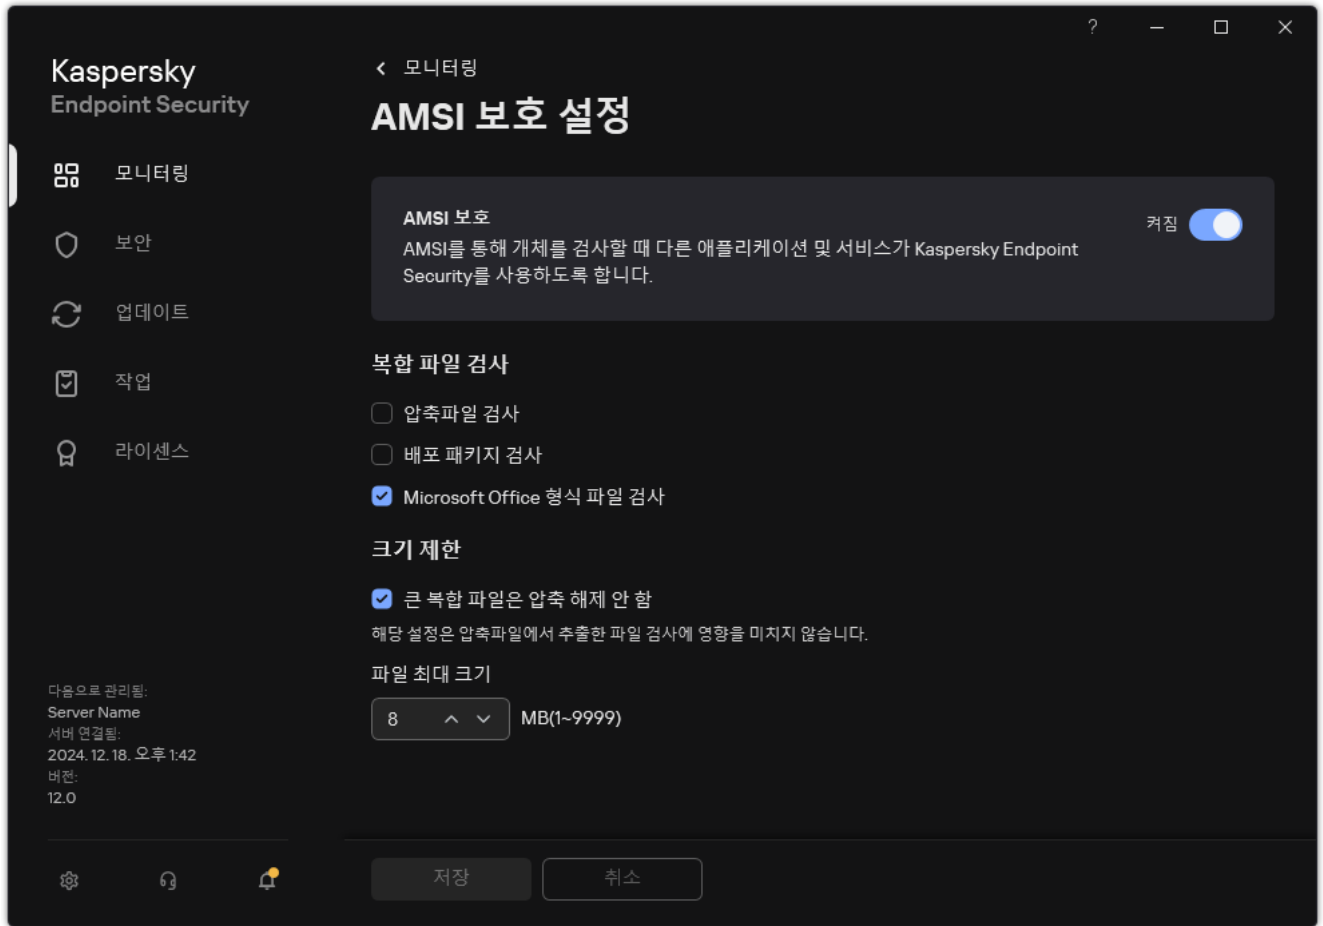 ?
Kaspersky
Endpoint Security
모니터링
보안
업데이트
작업
라이센스
다음으로 관리됨:
Server Name
서버 연결됨:
2024. 12. 18. 오후 1:42
버전:
12.0
모니터링
AMSI 보호 설정
AMSI 보호
켜짐
AMSI를 통해 개체를 검사할 때 다른 애플리케이션 및 서비스가 Kaspersky Endpoint
Security를 사용하도록 합니다.
복합 파일 검사
압축파일 검사
배포 패키지 검사
Microsoft Office 형식 파일 검사
크기 제한
큰 복합 파일은 압축 해제 안 함
해당 설정은 압축파일에서 추출한 파일 검사에 영향을 미치지 않습니다.
파일 최대 크기
8 MB(1~9999)
저장 취소